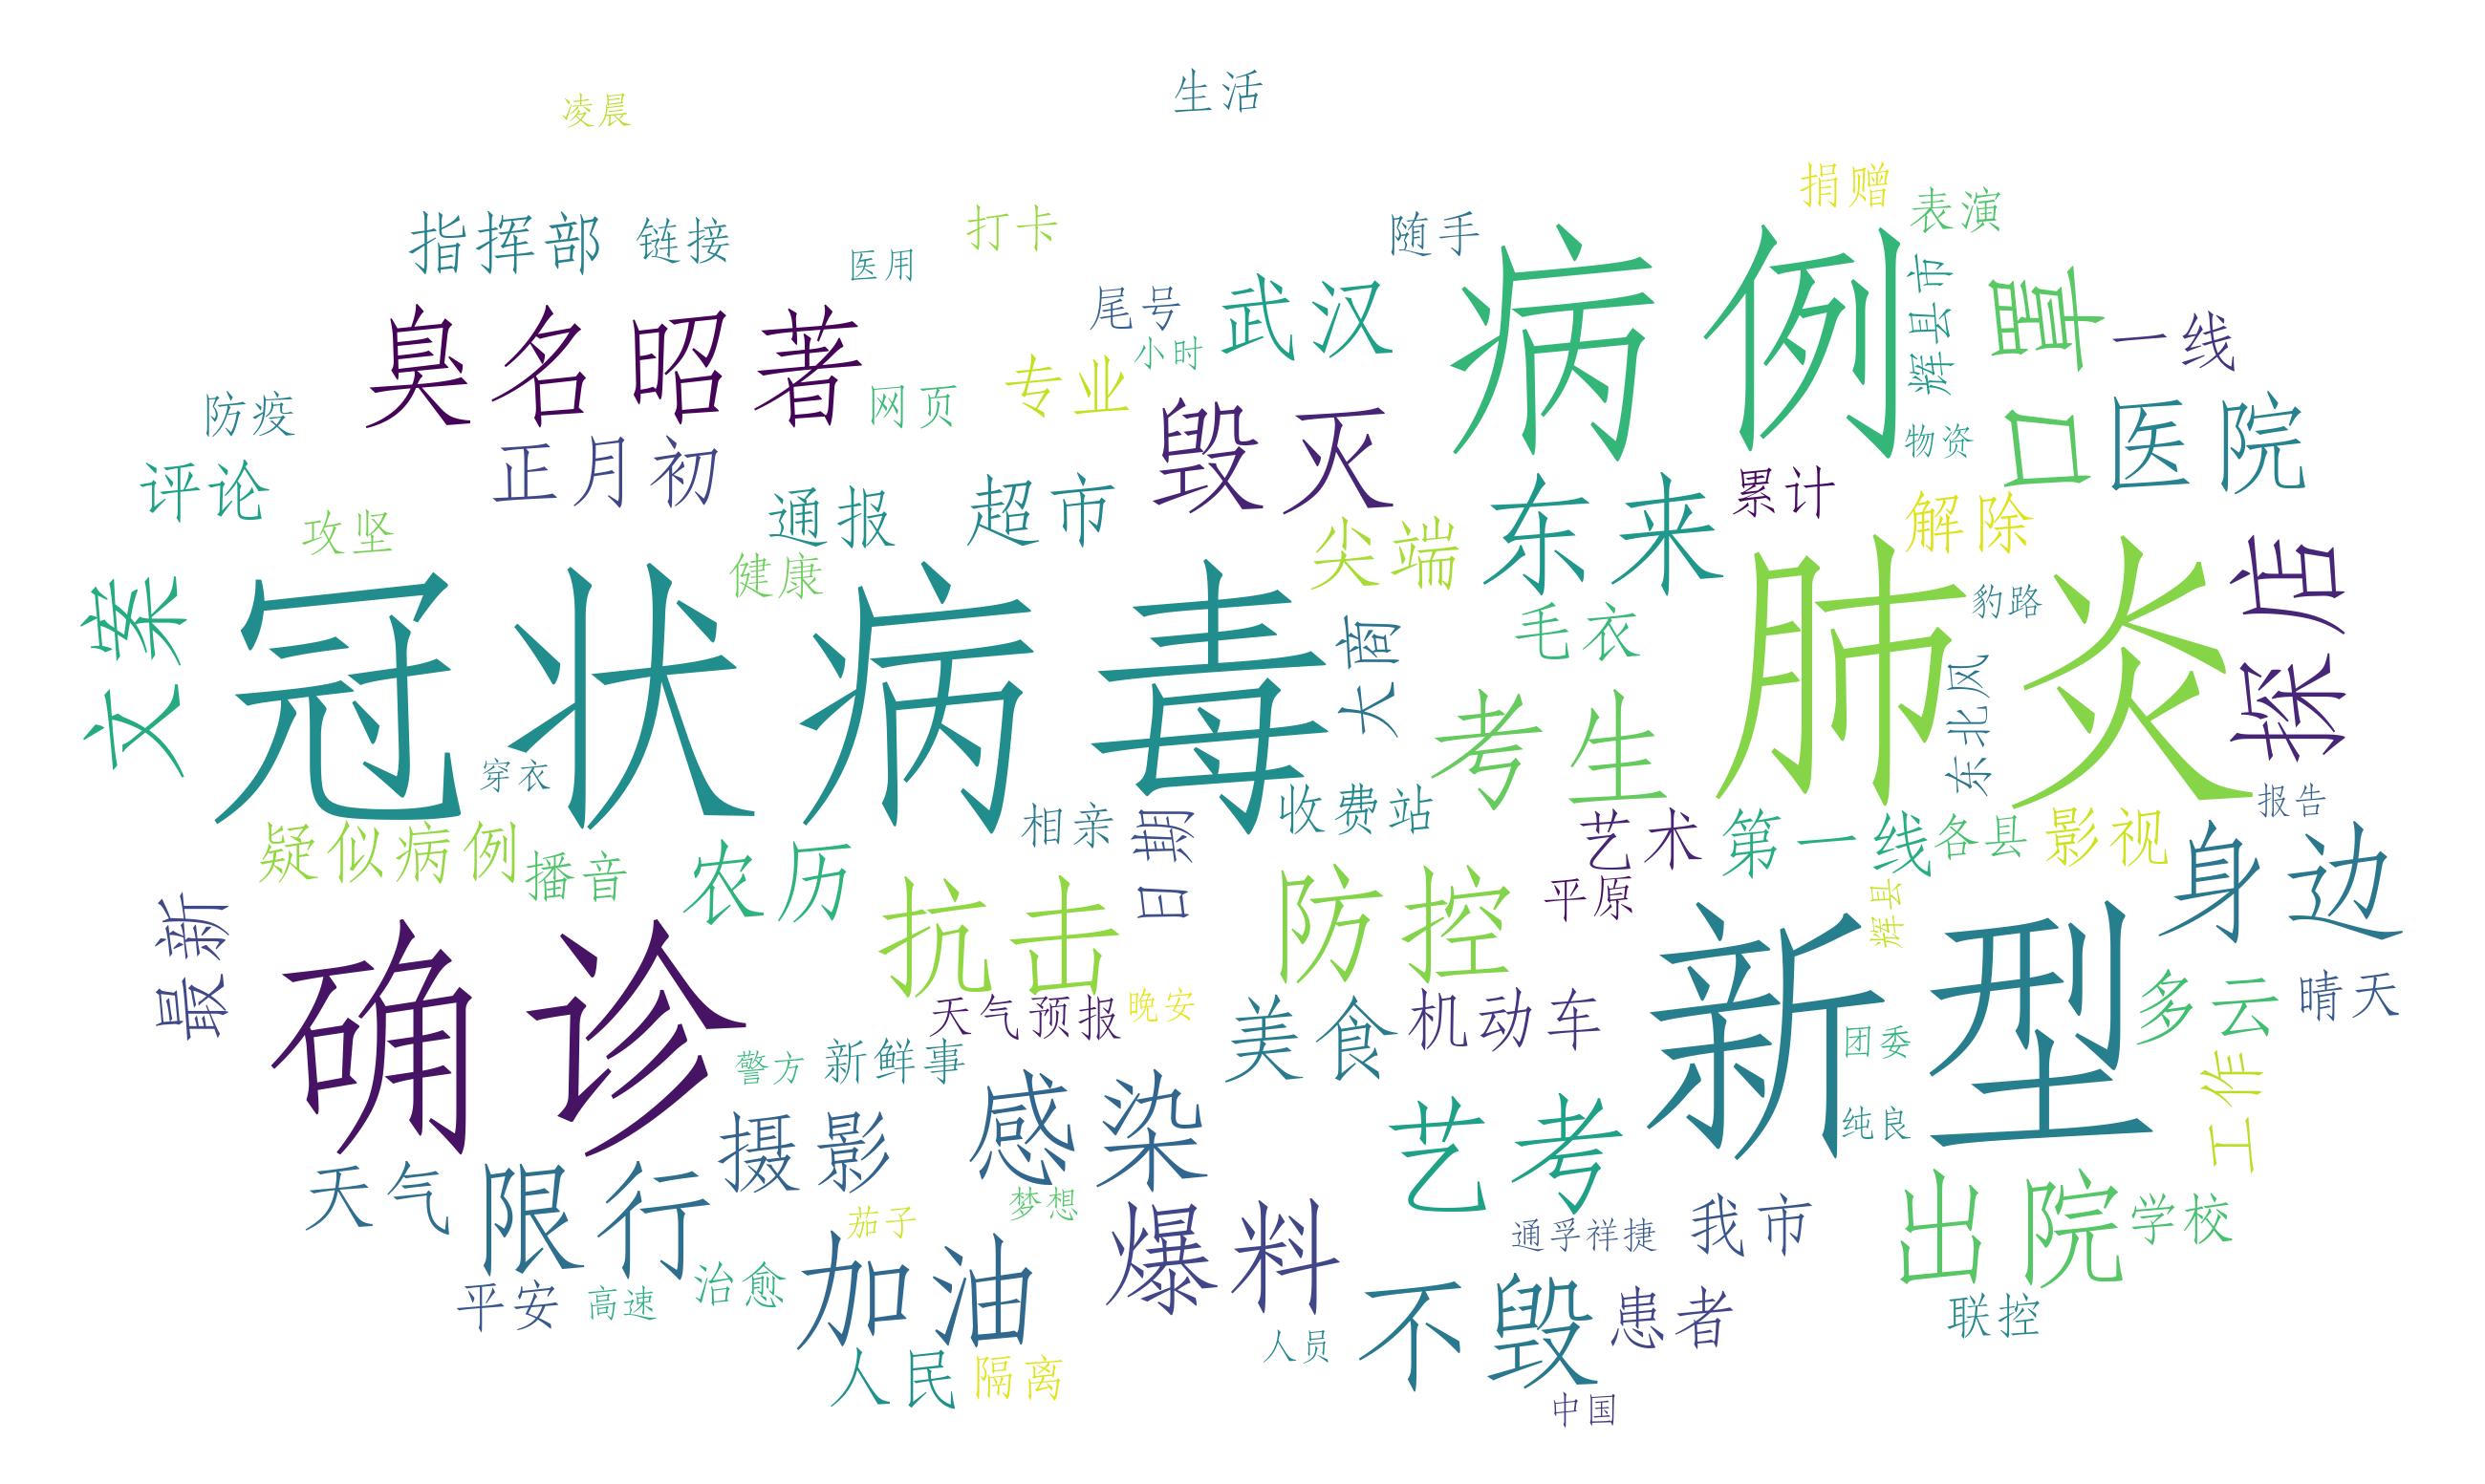 凌晨
生活
捐赠
表演
指挥部
链接
打卡
随手
医用
尾号
武汉
病例
辉县市
口罩
一线
臭名昭著
小时
网页
专业
防疫
毁灭
物资
医院
评论
正月初
通报
超市
东来
累计
解除
攻坚
尖端
健康
文荣
冠状病毒
毛衣
大雨
肺炎
豹路
东北风
探店
考生
穿衣
相亲
日期
收费站
艺术
第一线
各县
影视
报告
疑似病例
播音
农历
身边
抗击
防控
平原
辉县
最新
确诊
新型
天气预报
晚安
美食
机动车
多云
晴天
警方
新鲜事
团委
工作
感染
摄影
艺考
纯良
天气
限行
梦想
茄子
爆料
通孚祥捷
我市
出院
学校
平安
高速
治愈
加油
不毁
患者
联控
人员
人民
隔离
中国